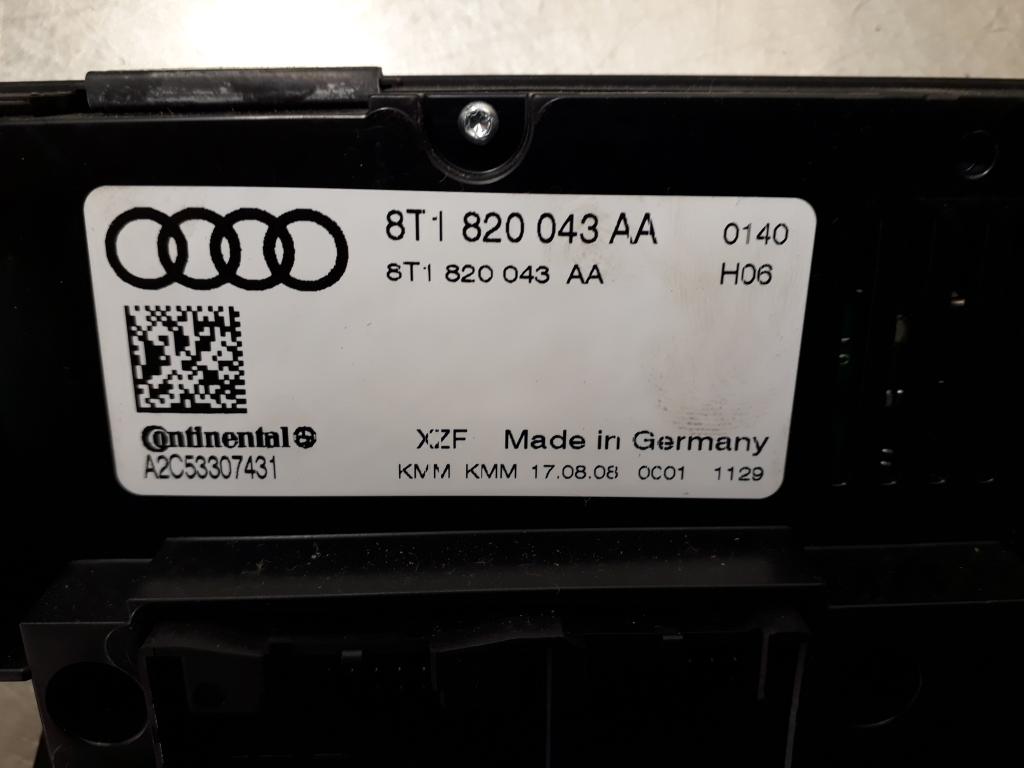 8T1 820 043 AA 0140
8T1 820 043 AA H06
Continental
A2C53307431
XZF Made in Germany
KMM KMM 17.08.08 0001 1129